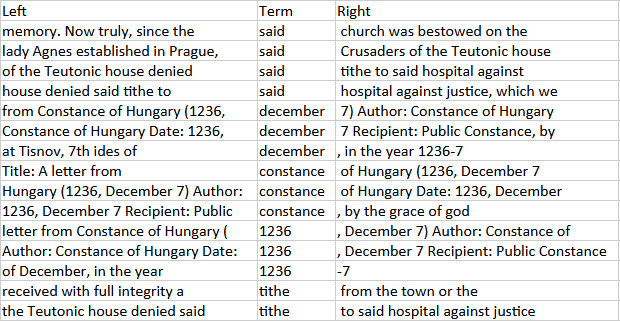 Left Term Right
memory. Now truly, since the said church was bestowed on the
lady Agnes established in Prague, said Crusaders of the Teutonic house
of the Teutonic house denied said tithe to said hospital against
house denied said tithe to said hospital against justice, which we
from Constance of Hungary (1236, december 7) Author: Constance of Hungary
Constance of Hungary Date: 1236, december 7 Recipient: Public Constance, by
at Tisnov, 7th ides of december , in the year 1236-7
Title: A letter from constance of Hungary (1236, December 7
Hungary (1236, December 7) Author: constance of Hungary Date: 1236, December
1236, December 7 Recipient: Public constance , by the grace of god
letter from Constance of Hungary ( 1236 , December 7) Author: Constance of
Author: Constance of Hungary Date: 1236 , December 7 Recipient: Public Constance
of December, in the year 1236 -7
received with full integrity a tithe from the town or the
the Teutonic house denied said tithe to said hospital against justice